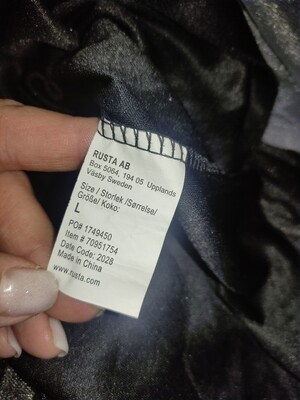 RUSTA AB
Box 5064, 194 05 Upplands
Väsby Sweden
Size / Storlek /Sørrelse/
Größe/ Koko:
L
PO# 1749450
Item # 70951754
Date Code: 2028
Made in China
www.rusta.com